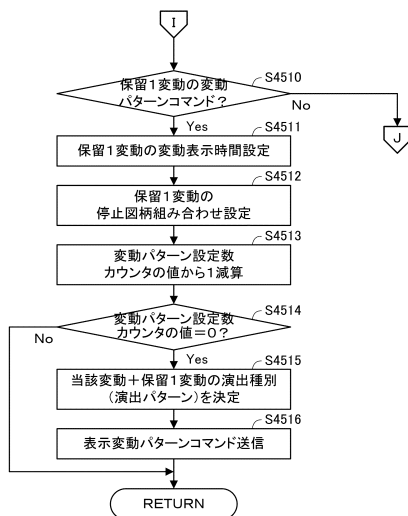 I
S4510
保留１変動の変動
パターンコマンド？
No
J
Yes
S4511
保留１変動の変動表示時間設定
S4512
保留１変動の
停止図柄組み合わせ設定
S4513
変動パターン設定数
カウンタの値から１減算
S4514
変動パターン設定数
カウンタの値＝０？
No
Yes
S4515
当該変動＋保留１変動の演出種別
（演出パターン）を決定
S4516
表示変動パターンコマンド送信
RETURN